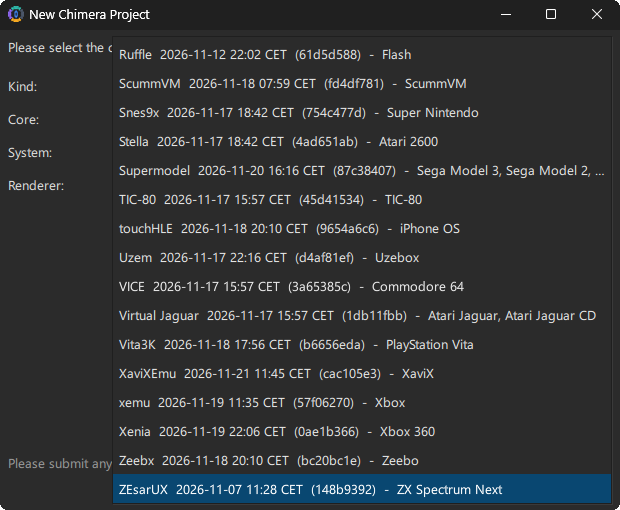 New Chimera Project
Please select the c
Ruffle 2026-11-12 22:02 CET (61d5d588) - Flash
ScummVM 2026-11-18 07:59 CET (fd4df781) - ScummVM
Kind:
Snes9x 2026-11-17 18:42 CET (754c477d) - Super Nintendo
Core:
Stella 2026-11-17 18:42 CET (4ad651ab) - Atari 2600
System:
Supermodel 2026-11-20 16:16 CET (87c38407) - Sega Model 3, Sega Model 2, ...
Renderer:
TIC-80 2026-11-17 15:57 CET (45d41534) - TIC-80
touchHLE 2026-11-18 20:10 CET (9654a6c6) - iPhone OS
Uzem 2026-11-17 22:16 CET (d4af81ef) - Uzebox
VICE 2026-11-17 15:57 CET (3a65385c) - Commodore 64
Virtual Jaguar 2026-11-17 15:57 CET (1db11fbb) - Atari Jaguar, Atari Jaguar CD
Vita3K 2026-11-18 17:56 CET (b6656eda) - PlayStation Vita
XaviXEmu 2026-11-21 11:45 CET (cac105e3) - XaviX
xemu 2026-11-19 11:35 CET (57f06270) - Xbox
Xenia 2026-11-19 22:06 CET (0ae1b366) - Xbox 360
Please submit any
Zeebx 2026-11-18 20:10 CET (bc20bc1e) - Zeebo
ZEsarUX 2026-11-07 11:28 CET (148b9392) - ZX Spectrum Next